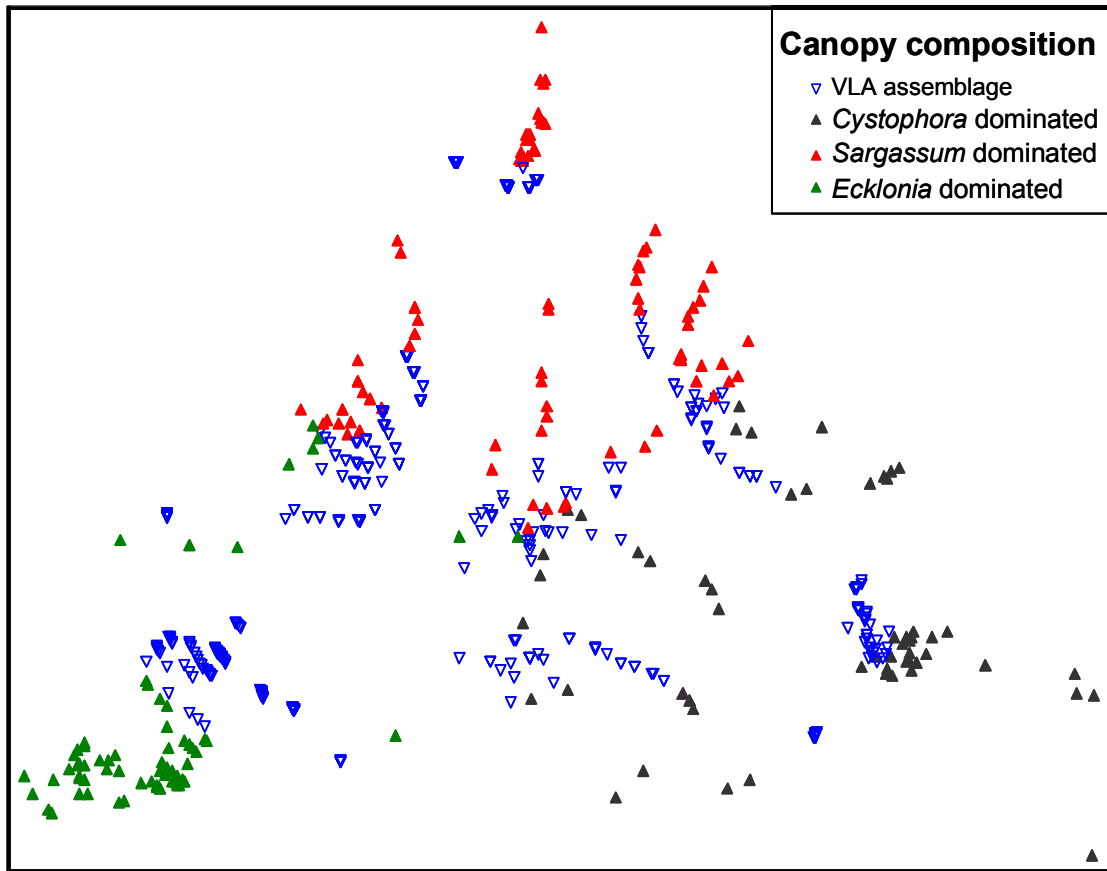 Canopy composition
VLA assemblage
Cystophora dominated
Sargassum dominated
Ecklonia dominated